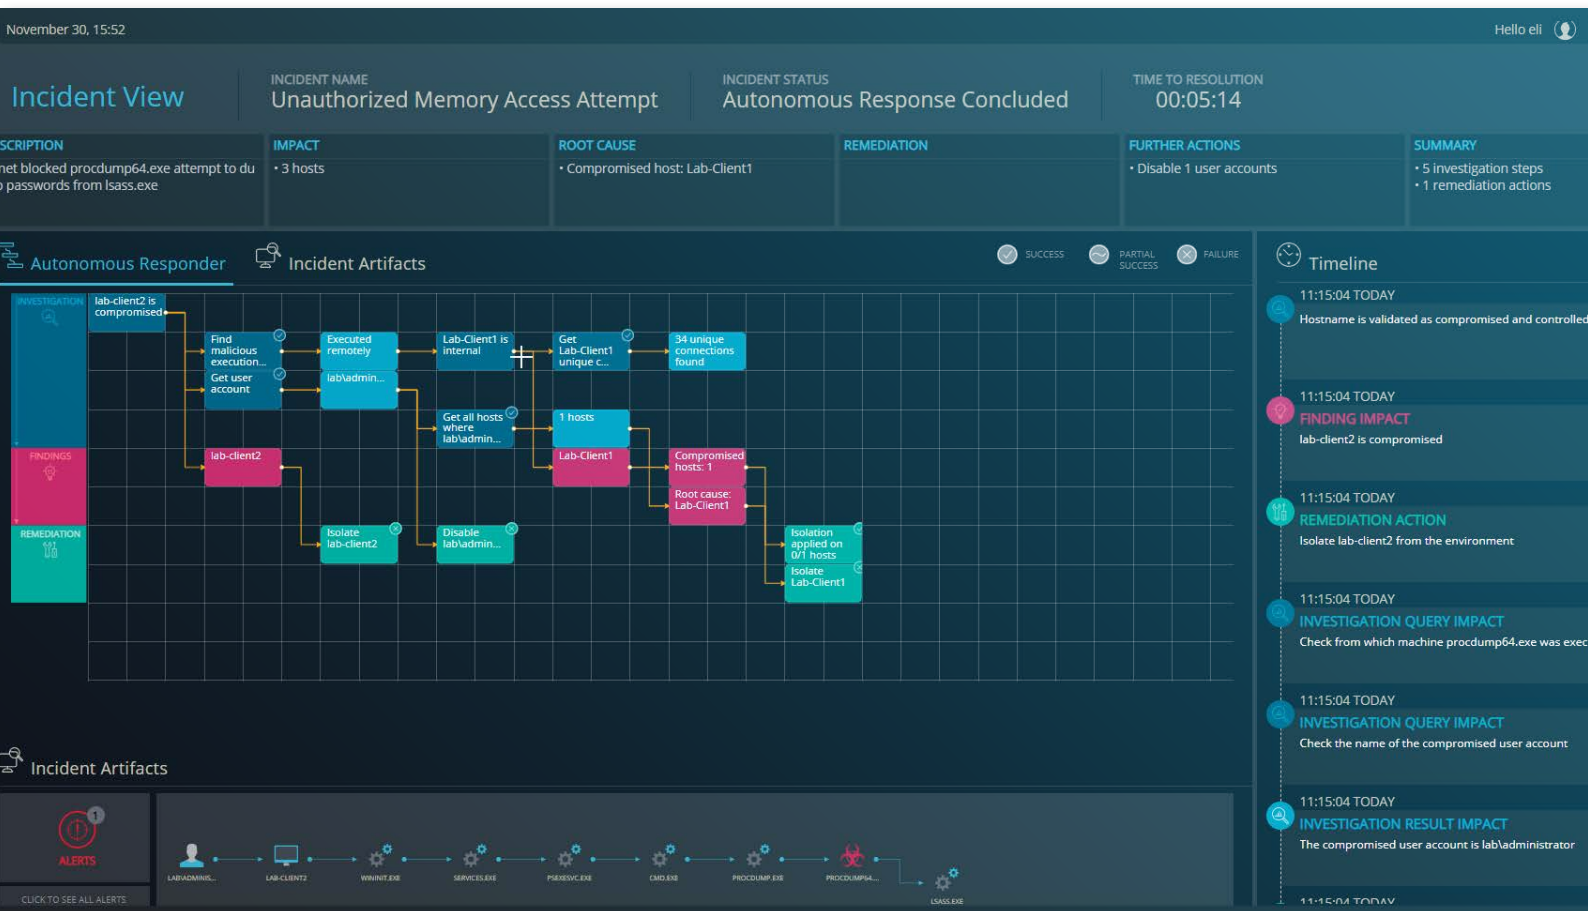 November 30, 15:52
Hello eli
Incident View
INCIDENT NAME
Unauthorized Memory Access Attempt
INCIDENT STATUS
Autonomous Response Concluded
TIME TO RESOLUTION
00:05:14
SCRIPTION
net blocked procdump64.exe attempt to du
p passwords from lsass.exe
IMPACT
• 3 hosts
ROOT CAUSE
• Compromised host: Lab-Client1
REMEDIATION
FURTHER ACTIONS
• Disable 1 user accounts
SUMMARY
• 5 investigation steps
• 1 remediation actions
Autonomous Responder
Incident Artifacts
SUCCESS
PARTIAL
SUCCESS
FAILURE
INVESTIGATION
lab-client2 is
compromised
Find
malicious
execution...
Executed
remotely
Lab-Client1 is
internal
Get
Lab-Client1
unique c...
34 unique
connections
found
Get user
account
lab\admin...
Get all hosts
where
lab\admin...
1 hosts
FINDINGS
lab-client2
Lab-Client1
Compromised
hosts: 1
Root cause:
Lab-Client1
REMEDIATION
Isolate
lab-client2
Disable
lab\admin...
Isolation
applied on
0/1 hosts
Isolate
Lab-Client1
Timeline
11:15:04 TODAY
Hostname is validated as compromised and controlled
11:15:04 TODAY
FINDING IMPACT
lab-client2 is compromised
11:15:04 TODAY
REMEDIATION ACTION
Isolate lab-client2 from the environment
11:15:04 TODAY
INVESTIGATION QUERY IMPACT
Check from which machine procdump64.exe was exec
11:15:04 TODAY
INVESTIGATION QUERY IMPACT
Check the name of the compromised user account
11:15:04 TODAY
INVESTIGATION RESULT IMPACT
The compromised user account is lab\administrator
11:15:04 TODAY
Incident Artifacts
1
ALERTS
CLICK TO SEE ALL ALERTS
LAB\ADMINIS...
LAB-CLIENT2
WININIT.EXE
SERVICES.EXE
PSEXESVC.EXE
CMD.EXE
PROCDUMP.EXE
PROCDUMP64....
LSASS.EXE